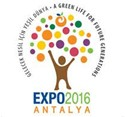 GELECEK NESİL İÇİN YEŞİL DÜNYA • A GREEN LIFE FOR FUTURE GENERATIONS
EXPO2016
ANTALYA